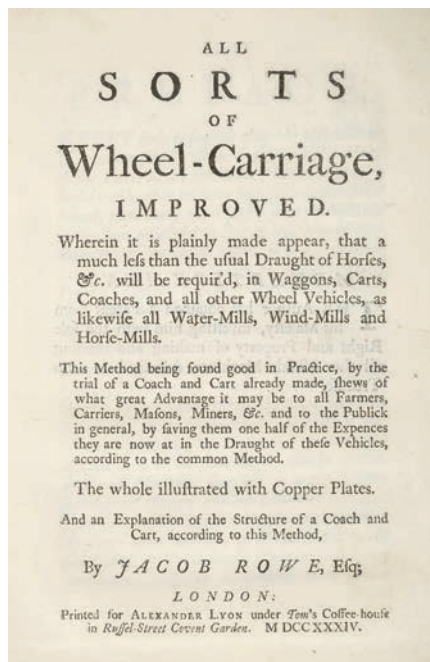 ALL
SORTS
OF
Wheel-Carriage,
IMPROVED.
Wherein it is plainly made appear, that a
much leſs than the uſual Draught of Horſes,
&c. will be requir'd, in Waggons, Carts,
Coaches, and all other Wheel Vehicles, as
likewiſe all Water-Mills, Wind-Mills and
Horſe-Mills.
This Method being found good in Practice, by the
trial of a Coach and Cart already made, ſhews of
what great Advantage it may be to all Farmers,
Carriers, Maſons, Miners, &c. and to the Publick
in general, by ſaving them one half of the Expences
they are now at in the Draught of theſe Vehicles,
according to the common Method.
The whole illuſtrated with Copper Plates.
And an Explanation of the Structure of a Coach and
Cart, according to this Method,
By JACOB ROWE, Eſq;
LONDON:
Printed for ALEXANDER LYON under Tom's Coffee-houſe
in Ruſſel-Street Covent Garden. M DCC XXXIV.